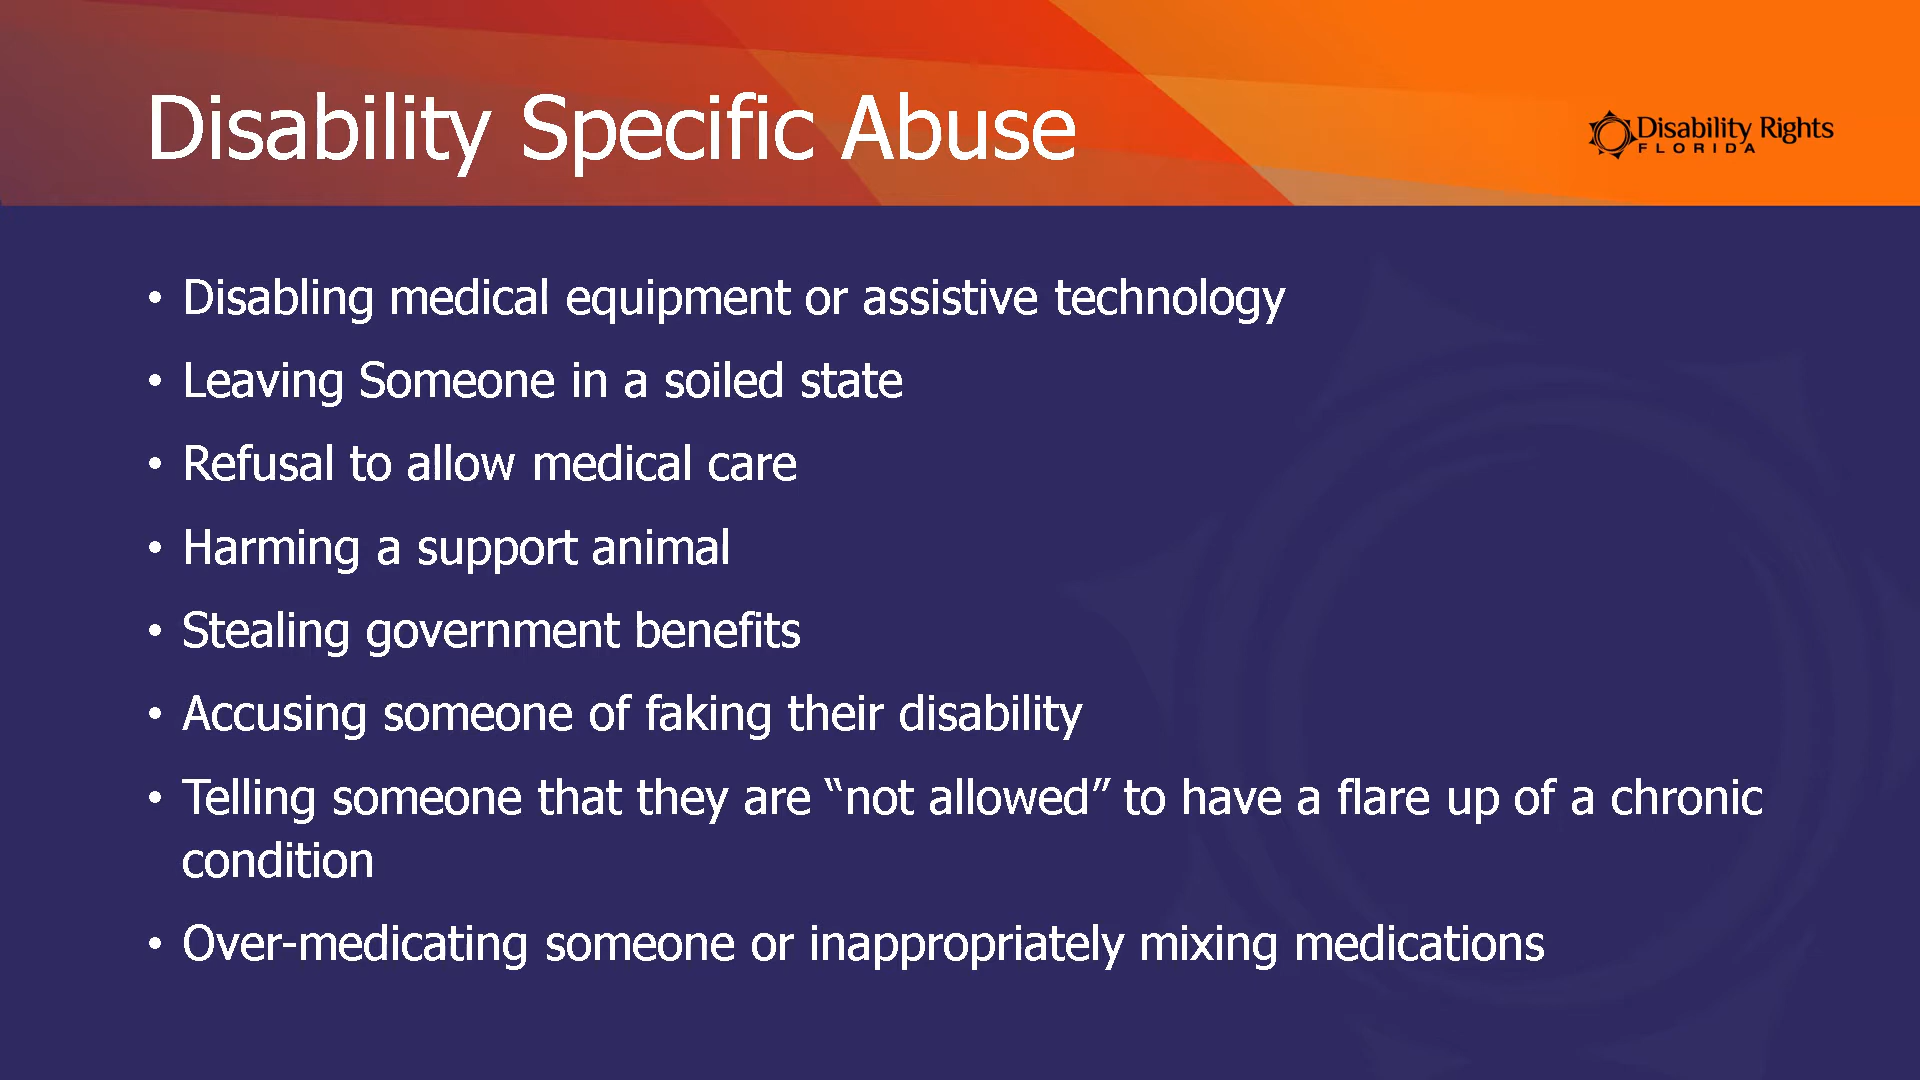 Disability Specific Abuse
Disability Rights
FLORIDA
• Disabling medical equipment or assistive technology
• Leaving Someone in a soiled state
• Refusal to allow medical care
• Harming a support animal
• Stealing government benefits
• Accusing someone of faking their disability
• Telling someone that they are “not allowed” to have a flare up of a chronic
condition
• Over-medicating someone or inappropriately mixing medications